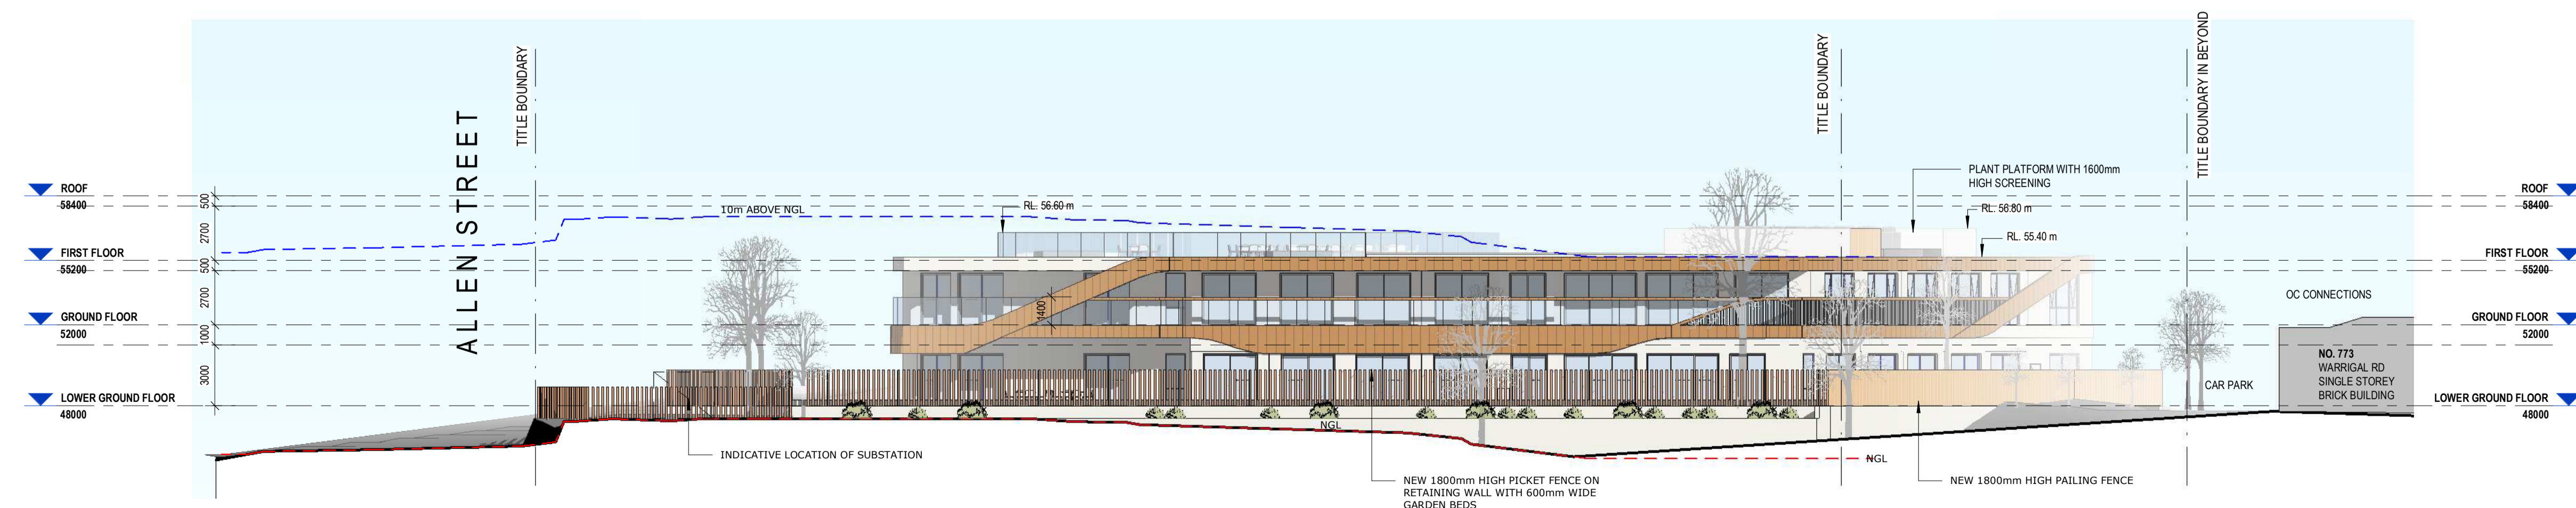 ALLEN STREET
TITLE BOUNDARY
TITLE BOUNDARY
TITLE BOUNDARY IN BEYOND
ROOF
58400
FIRST FLOOR
55200
GROUND FLOOR
52000
LOWER GROUND FLOOR
48000
500
2700
500
2700
1000
3000
10m ABOVE NGL
RL. 56.60 m
1400
PLANT PLATFORM WITH 1600mm
HIGH SCREENING
RL. 56.80 m
RL. 55.40 m
OC CONNECTIONS
NO. 773
WARRIGAL RD
SINGLE STOREY
BRICK BUILDING
CAR PARK
ROOF
58400
FIRST FLOOR
55200
GROUND FLOOR
52000
LOWER GROUND FLOOR
48000
NGL
NGL
INDICATIVE LOCATION OF SUBSTATION
NEW 1800mm HIGH PICKET FENCE ON
RETAINING WALL WITH 600mm WIDE
GARDEN BEDS
NEW 1800mm HIGH PAILING FENCE